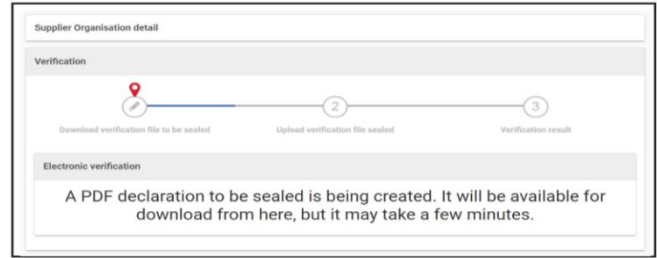 Supplier Organisation detail
Verification
2
3
Download verification file to be sealed
Upload verification file sealed
Verification result
Electronic verification
A PDF declaration to be sealed is being created. It will be available for
download from here, but it may take a few minutes.